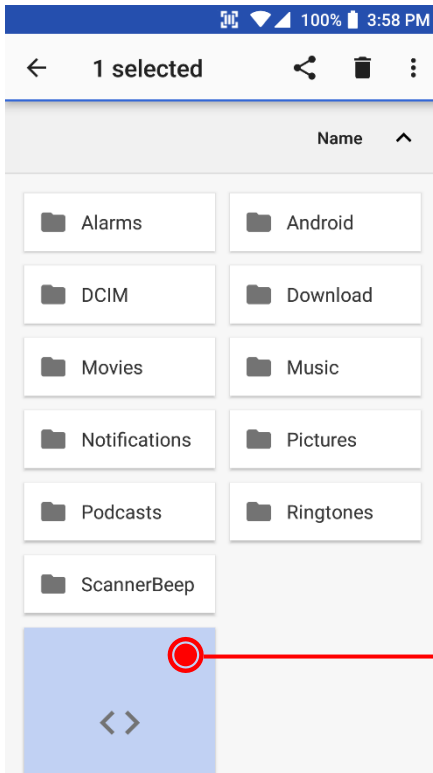 100% 3:58 PM
1 selected
Name
Alarms Android
DCIM Download
Movies Music
Notifications Pictures
Podcasts Ringtones
ScannerBeep